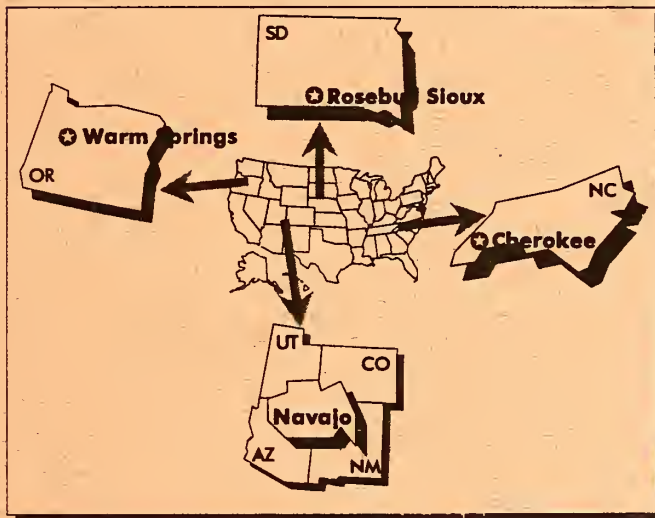 SD
Rosebud Sioux
Warm Springs
OR
NC
Cherokee
UT
CO
Navajo
AZ
NM